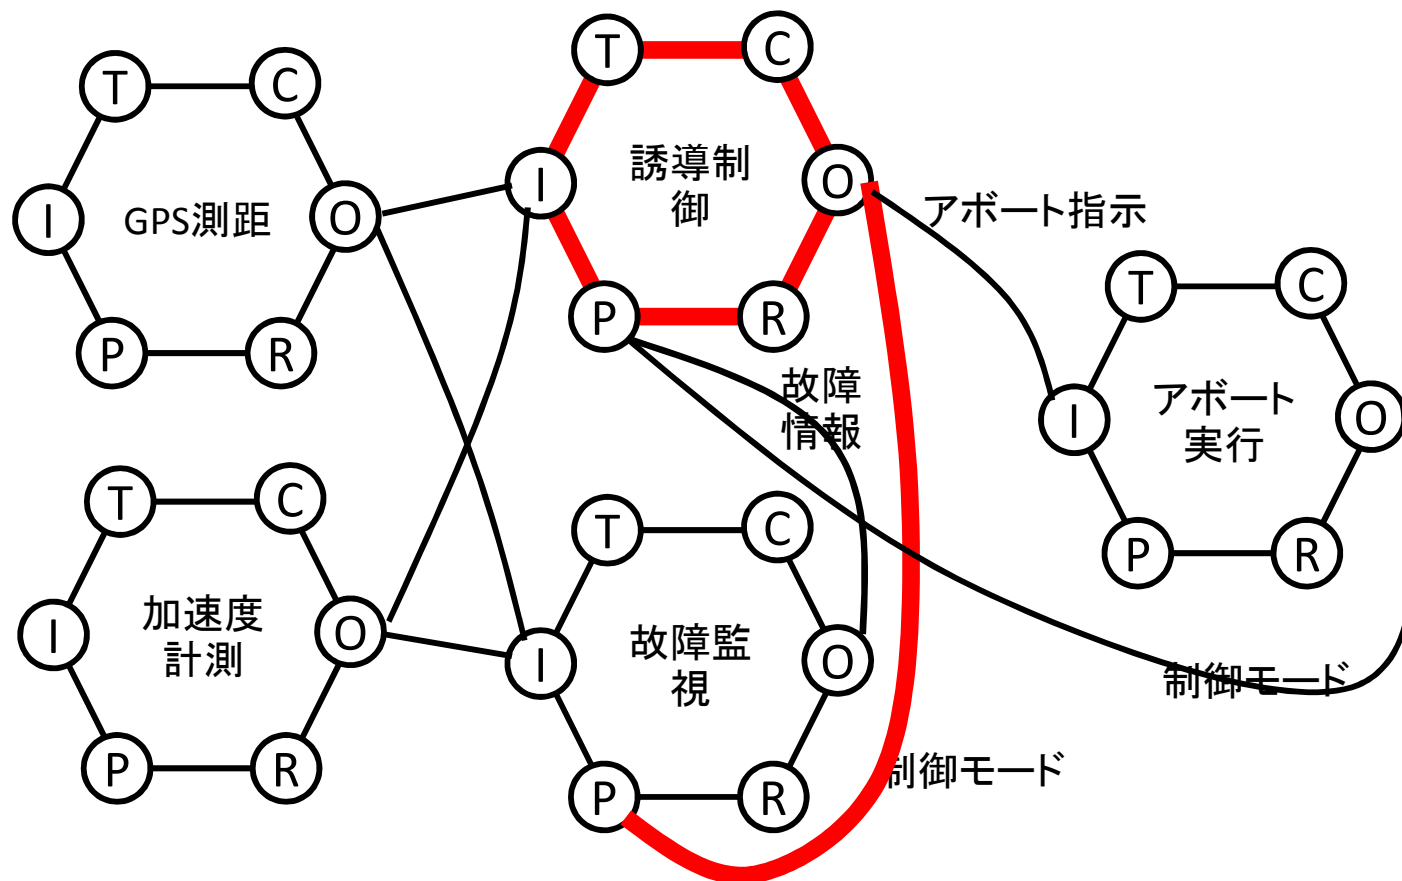 T
C
I
GPS測距
O
P
R
T
C
I
誘導制
御
O
P
R
アボート指示
T
C
I
アボート
実行
O
P
R
故障
情報
T
C
I
加速度
計測
O
P
R
T
C
I
故障監
視
O
P
R
制御モード
制御モード